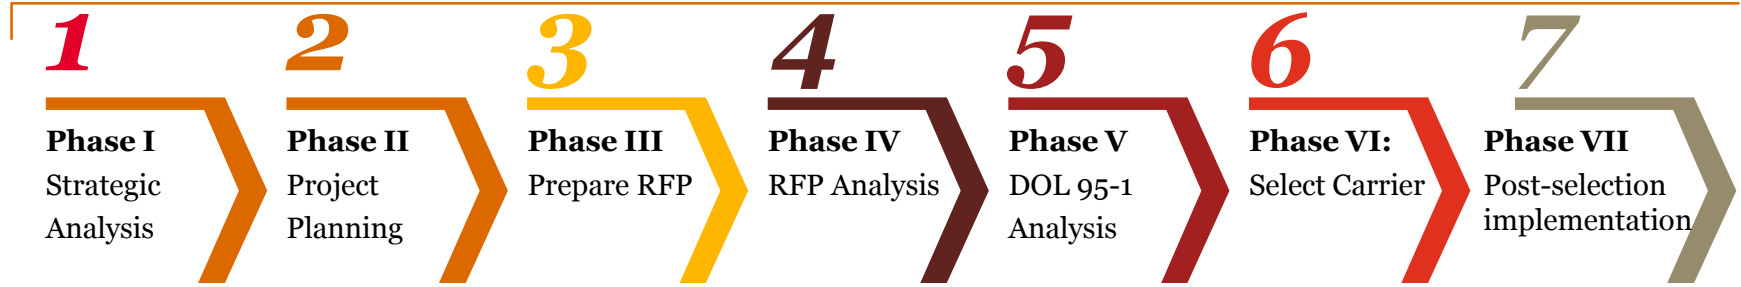 1
Phase I
Strategic
Analysis
2
Phase II
Project
Planning
3
Phase III
Prepare RFP
4
Phase IV
RFP Analysis
5
Phase V
DOL 95-1
Analysis
6
Phase VI:
Select Carrier
7
Phase VII
Post-selection
implementation